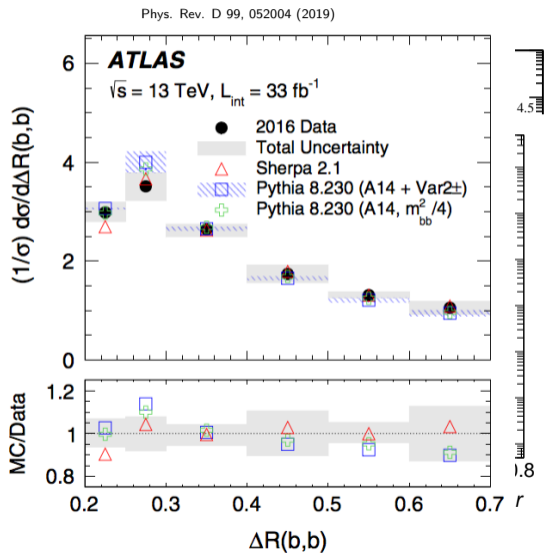 Phys. Rev. D 99, 052004 (2019)
ATLAS
√s = 13 TeV, L_int = 33 fb⁻¹
2016 Data
Total Uncertainty
Sherpa 2.1
Pythia 8.230 (A14 + Var2±)
Pythia 8.230 (A14, m²_bb/4)
(1/σ) dσ/dΔR(b,b)
6
4
2
0
4.5
MC/Data
1.2
1
0.8
0.8
0.2 0.3 0.4 0.5 0.6 0.7
r
ΔR(b,b)